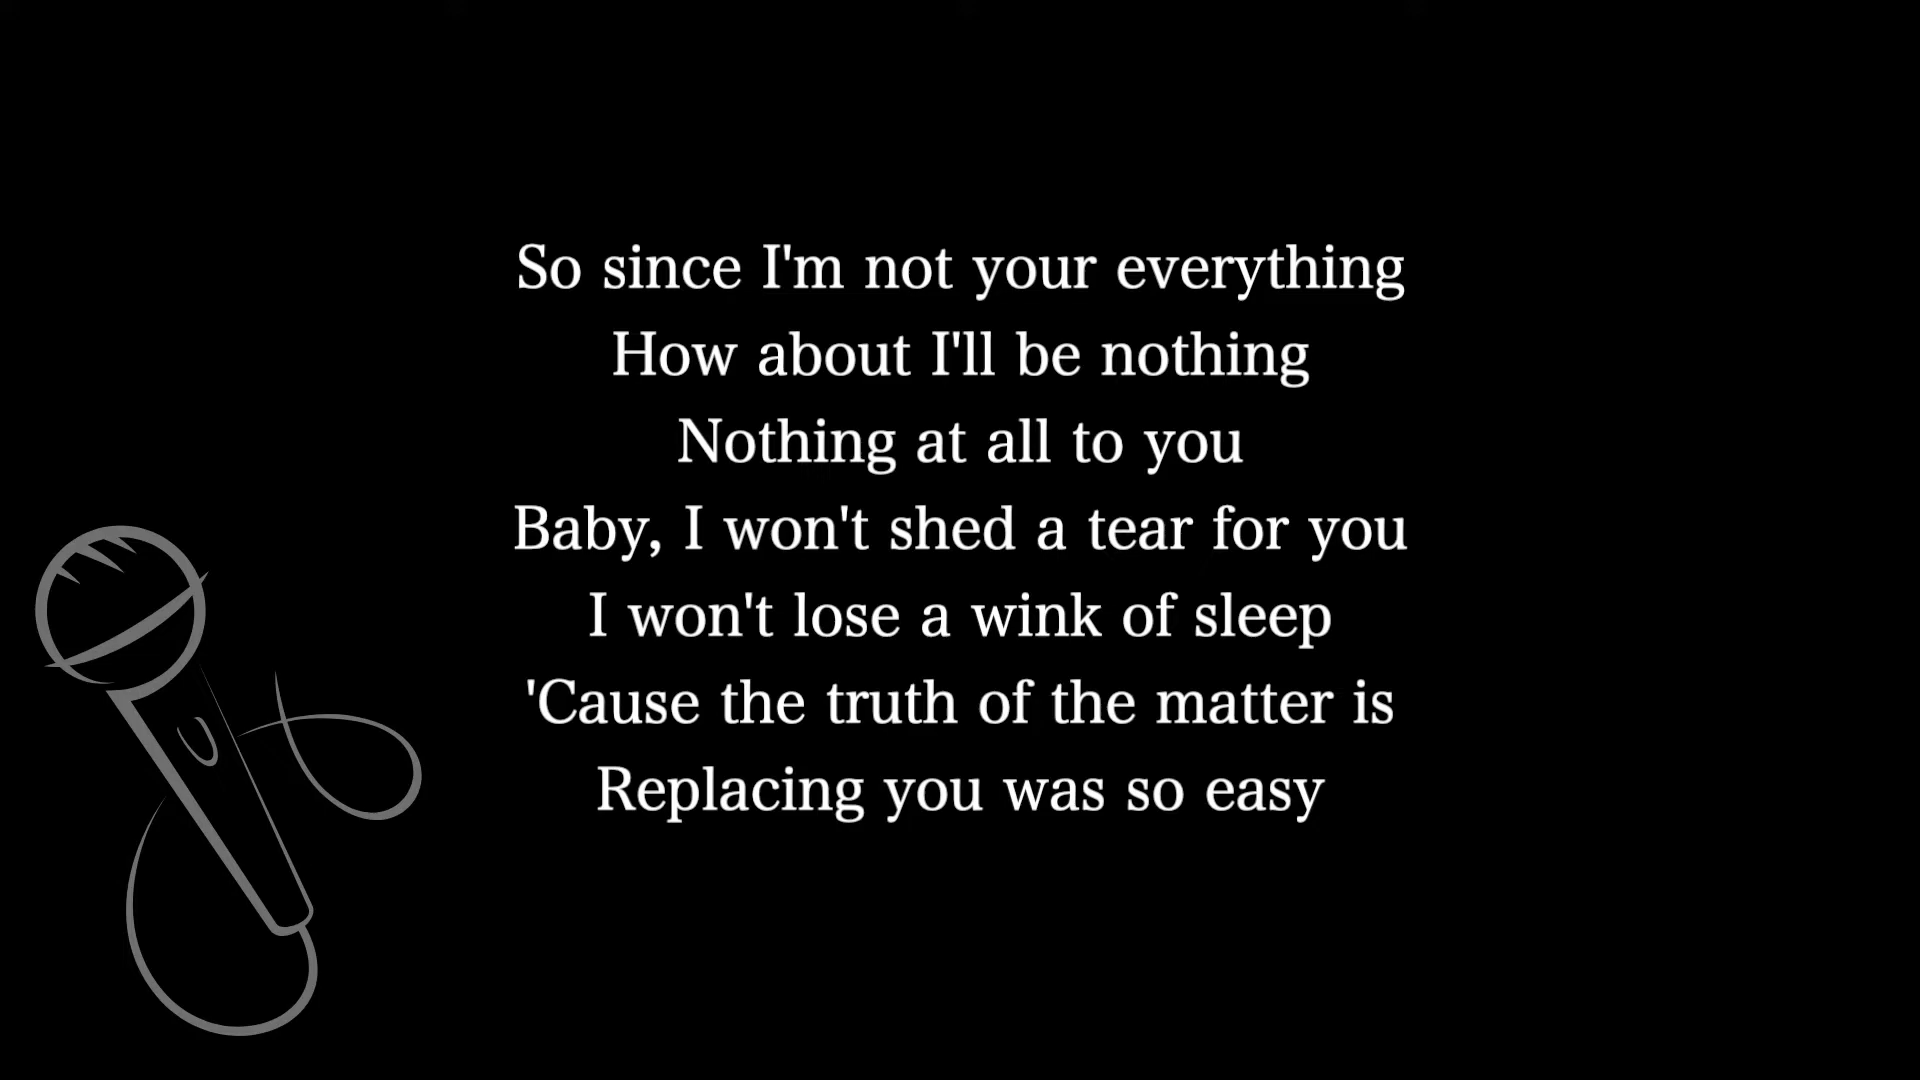 So since I'm not your everything
How about I'll be nothing
Nothing at all to you
Baby, I won't shed a tear for you
I won't lose a wink of sleep
'Cause the truth of the matter is
Replacing you was so easy